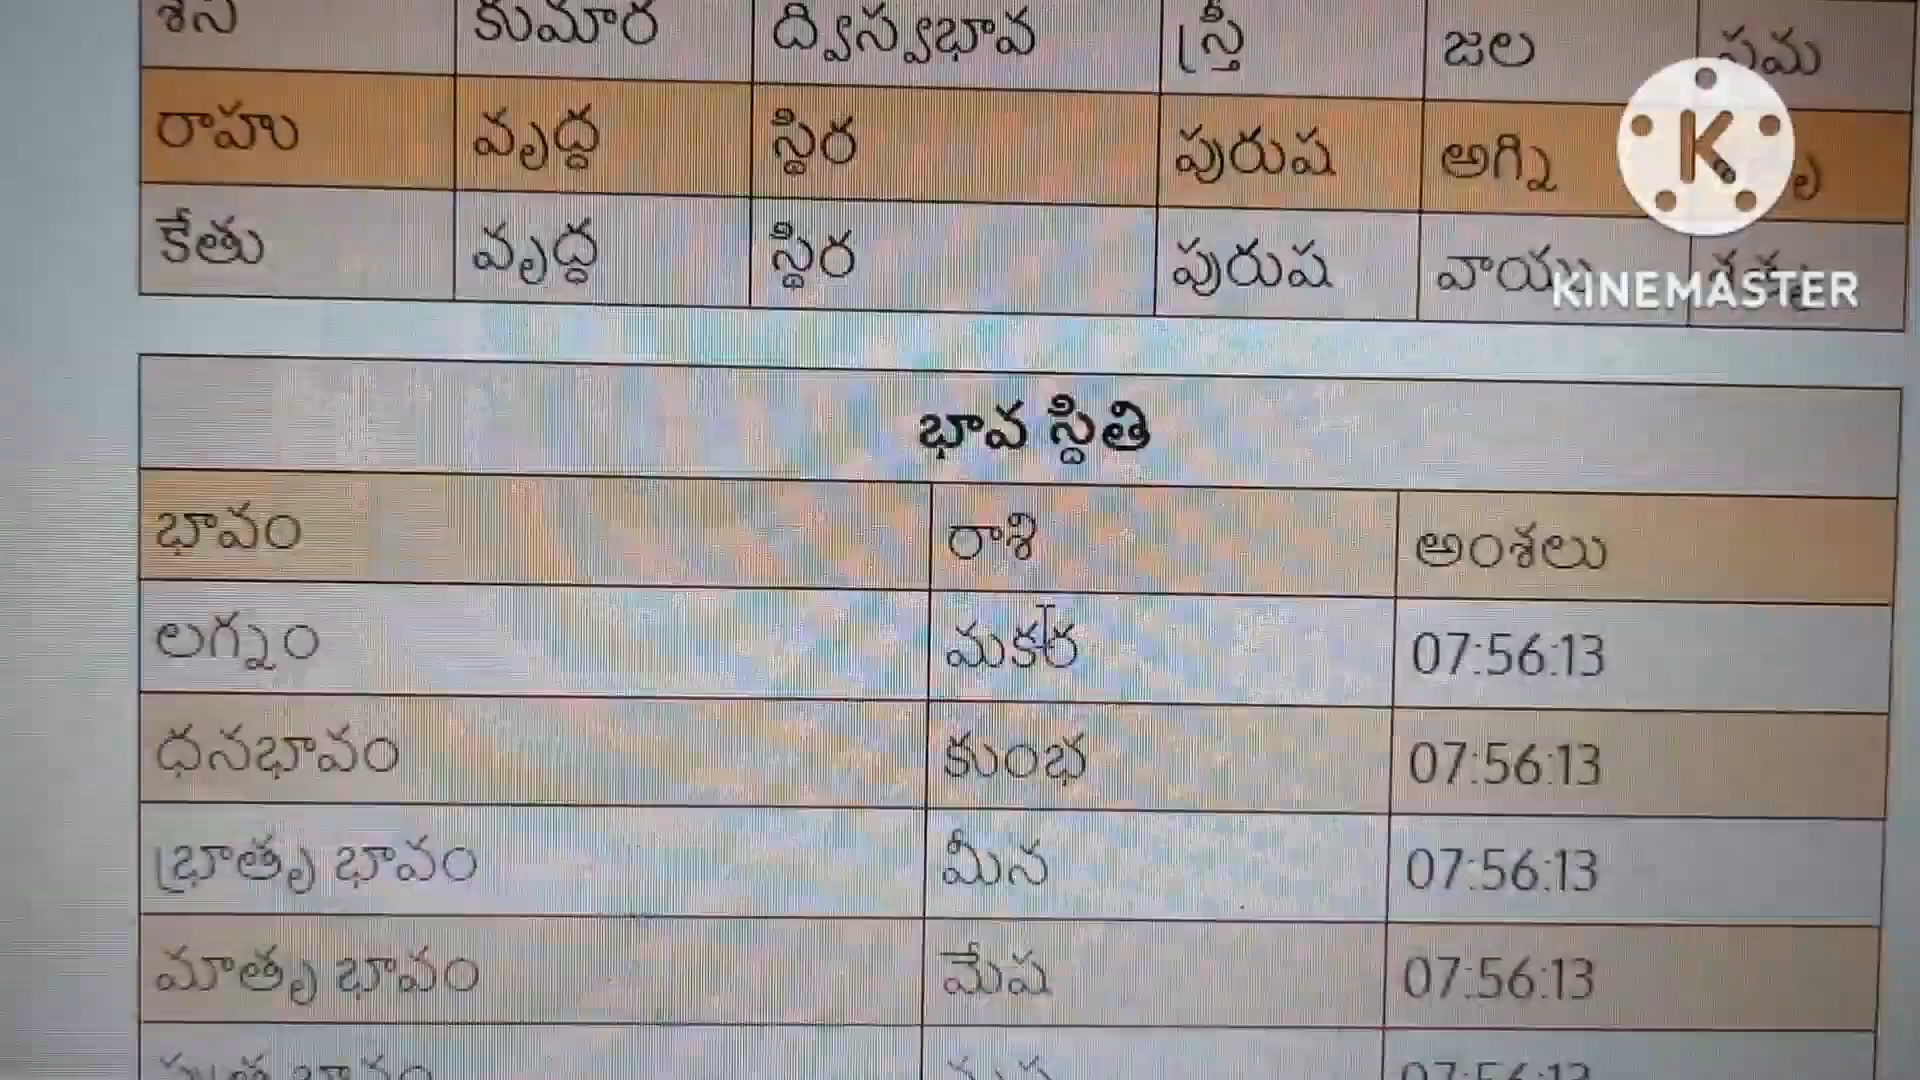 శని కుమార ద్విస్వభావ స్త్రీ జల సమ
రాహు వృద్ధ స్థిర పురుష అగ్ని
కేతు వృద్ధ స్థిర పురుష వాయు
K
KINEMASTER
భావ స్థితి
భావం రాశి అంశలు
లగ్నం మకర 07:56:13
ధనభావం కుంభ 07:56:13
భ్రాతృ భావం మీన 07:56:13
మాతృ భావం మేష 07:56:13